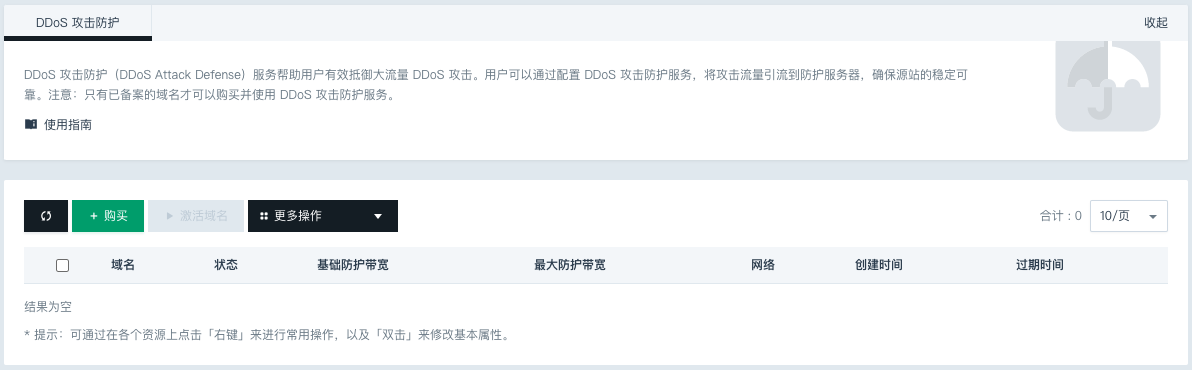 DDoS 攻击防护
收起
DDoS 攻击防护（DDoS Attack Defense）服务帮助用户有效抵御大流量 DDoS 攻击。用户可以通过配置 DDoS 攻击防护服务，将攻击流量引流到防护服务器，确保源站的稳定可
靠。注意：只有已备案的域名才可以购买并使用 DDoS 攻击防护服务。
使用指南
+ 购买
激活域名
更多操作
合计 : 0
10/页
域名 状态 基础防护带宽 最大防护带宽 网络 创建时间 过期时间
结果为空
* 提示：可通过在各个资源上点击「右键」来进行常用操作，以及「双击」来修改基本属性。